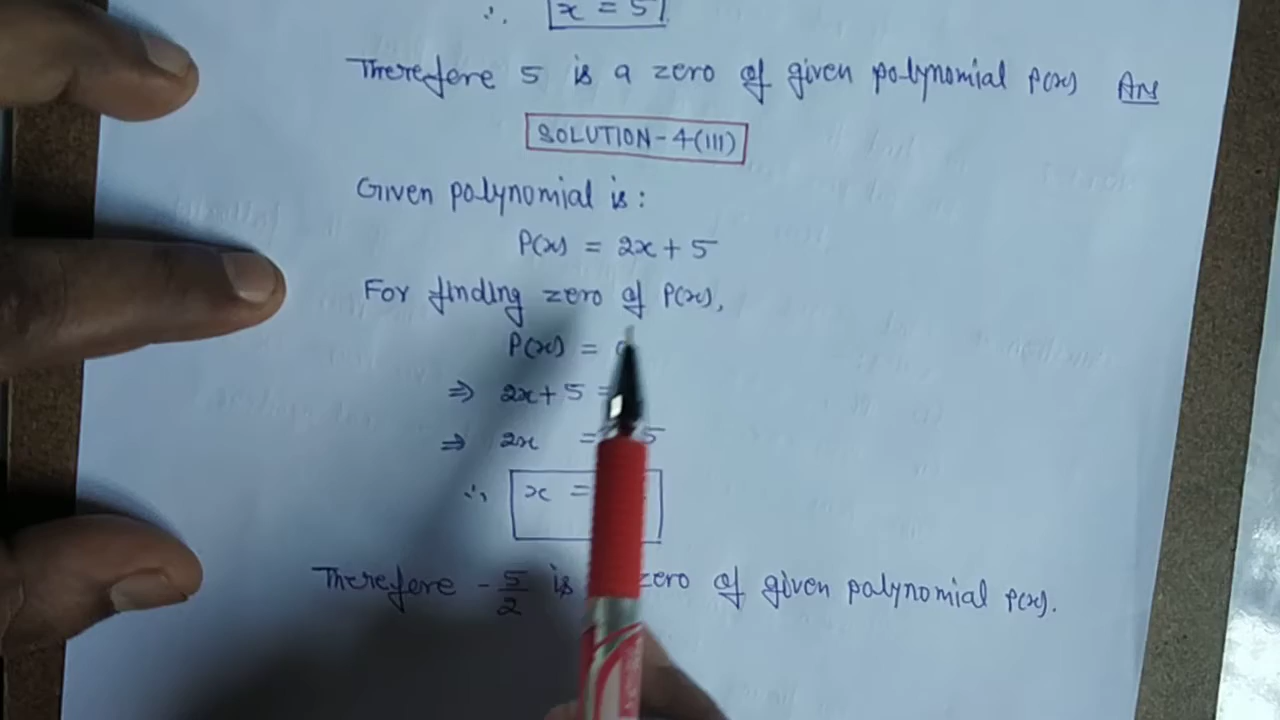 ∴ x = 5
Therefore 5 is a zero of given polynomial P(x) Ans
SOLUTION-4(III)
Given polynomial is:
P(x) = 2x + 5
For finding zero of P(x),
P(x) =
⇒ 2x + 5 =
⇒ 2x = 5
∴ x =
Therefore -5/2 is zero of given polynomial P(x).